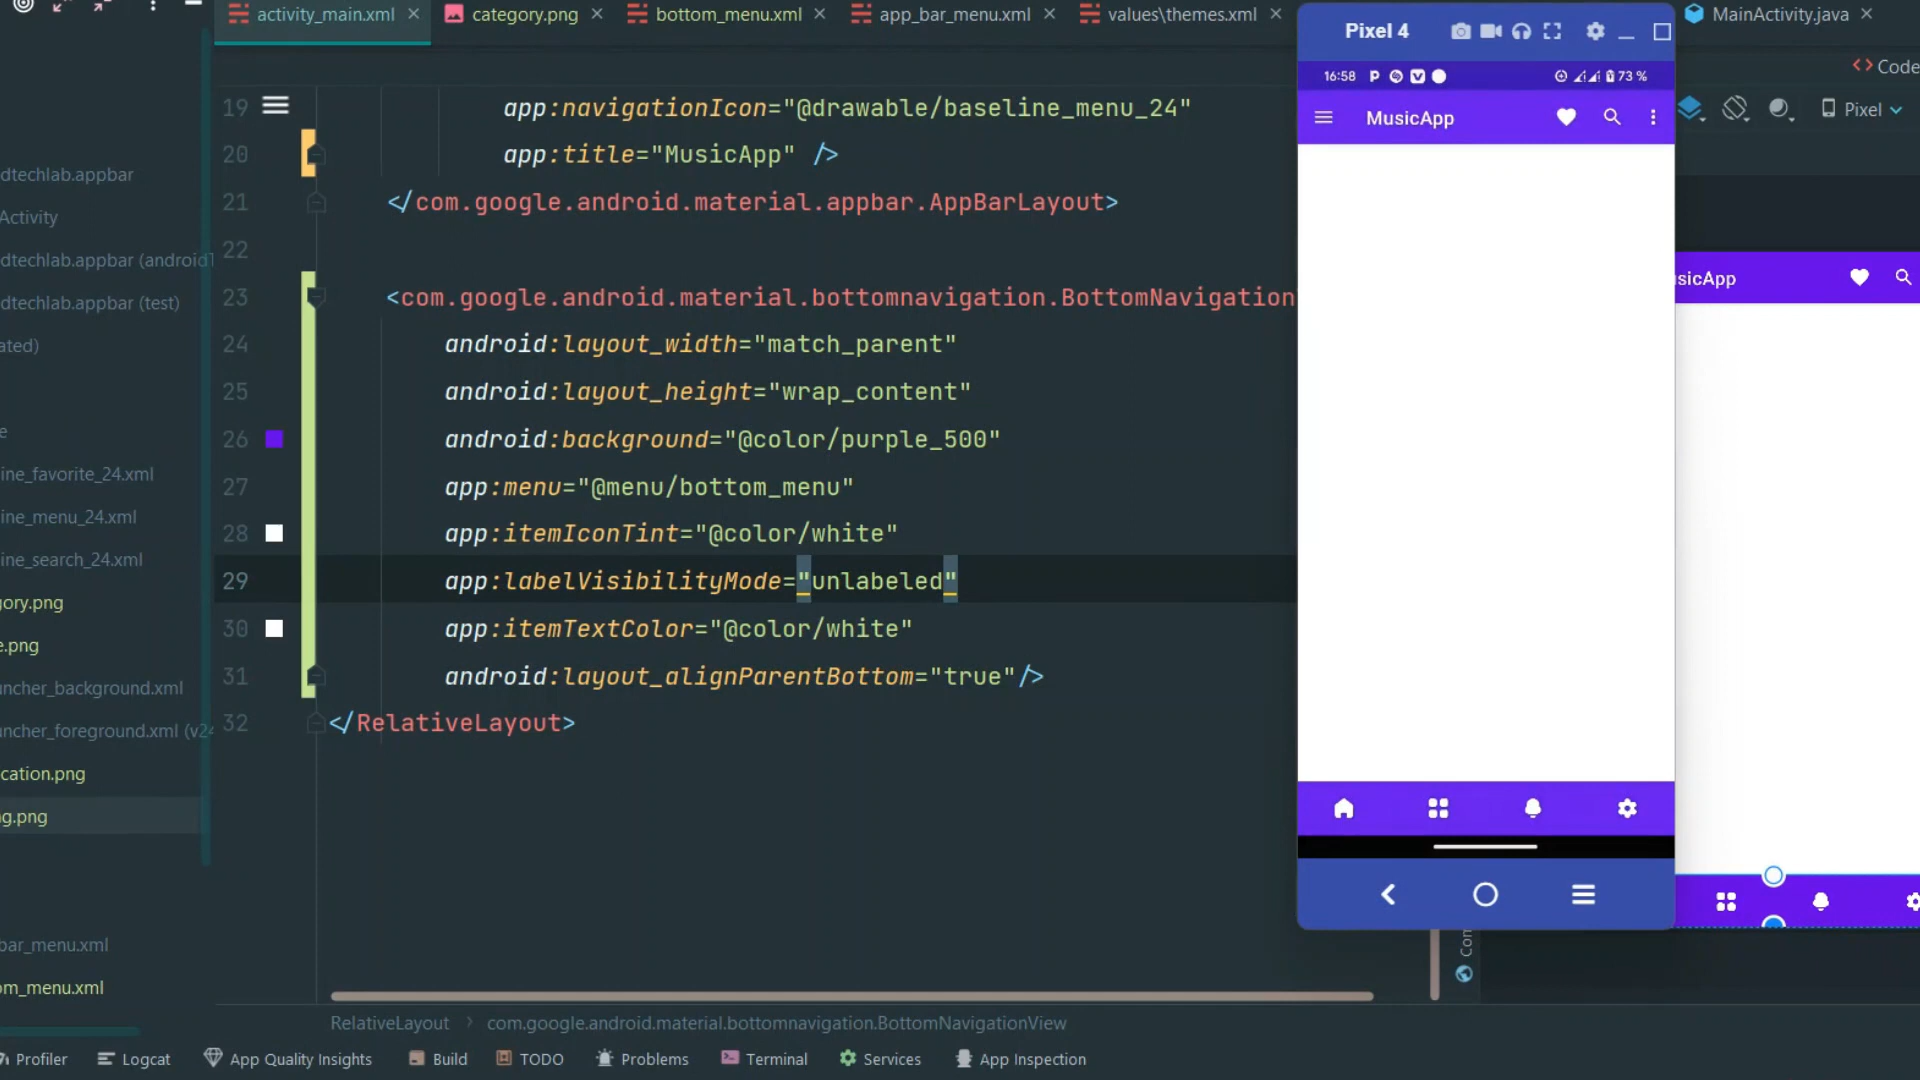 activity_main.xml
category.png
bottom_menu.xml
app_bar_menu.xml
values\themes.xml
Pixel 4
MainActivity.java
Code
Pixel
16:58
73 %
MusicApp
sicApp
19 app:navigationIcon="@drawable/baseline_menu_24"
20 app:title="MusicApp" />
21 </com.google.android.material.appbar.AppBarLayout>
22
23 <com.google.android.material.bottomnavigation.BottomNavigation
24 android:layout_width="match_parent"
25 android:layout_height="wrap_content"
26 android:background="@color/purple_500"
27 app:menu="@menu/bottom_menu"
28 app:itemIconTint="@color/white"
29 app:labelVisibilityMode="unlabeled"
30 app:itemTextColor="@color/white"
31 android:layout_alignParentBottom="true"/>
32 </RelativeLayout>
dtechlab.appbar
Activity
dtechlab.appbar (android
dtechlab.appbar (test)
ated)
e
ine_favorite_24.xml
ine_menu_24.xml
ine_search_24.xml
ory.png
e.png
uncher_background.xml
uncher_foreground.xml (v24
cation.png
g.png
bar_menu.xml
om_menu.xml
Co
RelativeLayout > com.google.android.material.bottomnavigation.BottomNavigationView
Profiler
Logcat
App Quality Insights
Build
TODO
Problems
Terminal
Services
App Inspection